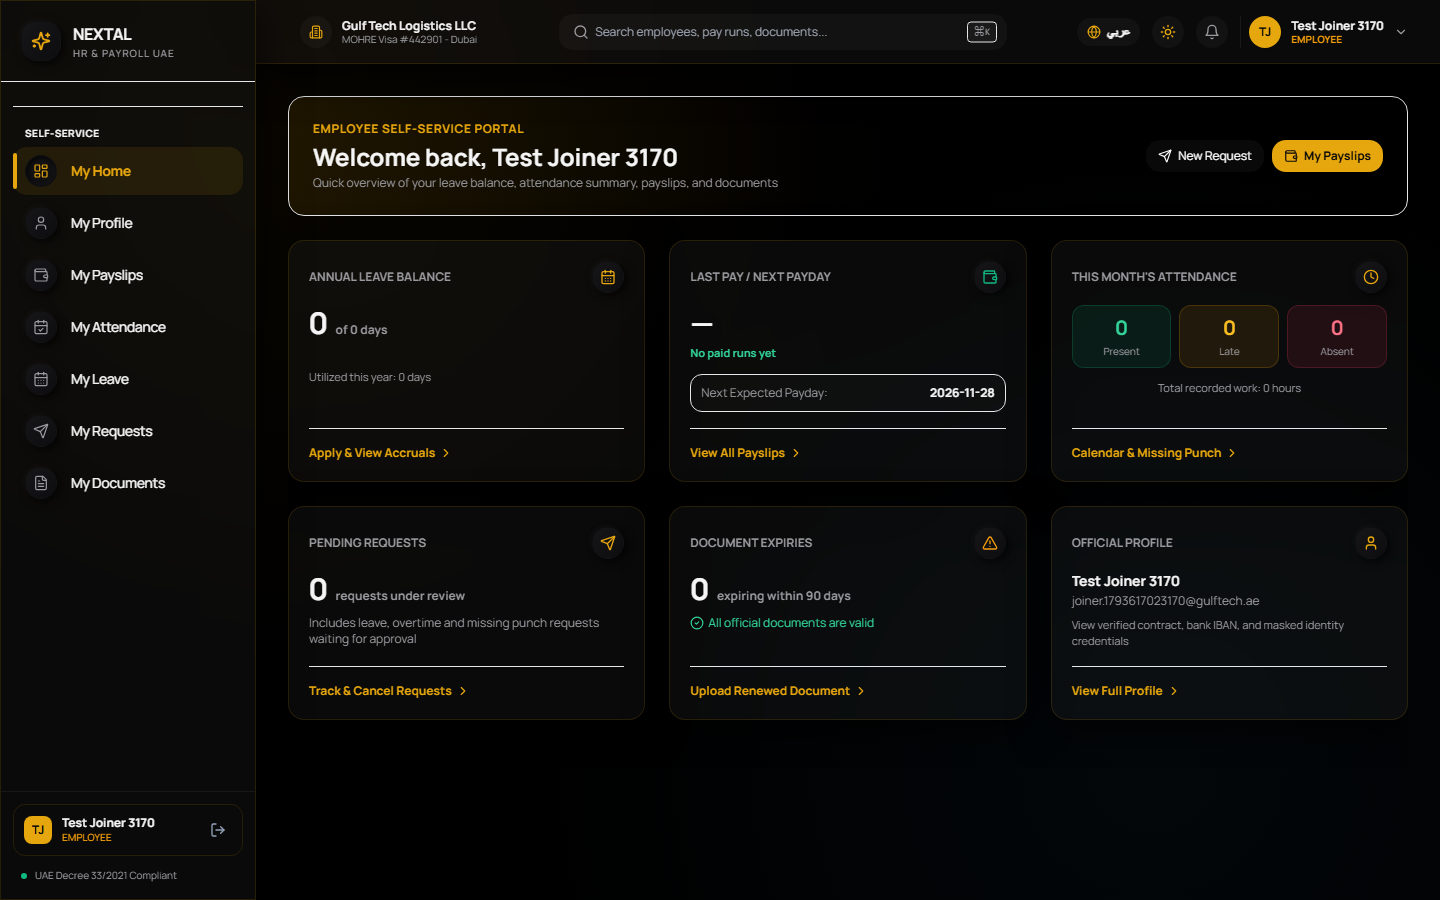 NEXTAL
HR & PAYROLL UAE
SELF-SERVICE
My Home
My Profile
My Payslips
My Attendance
My Leave
My Requests
My Documents
TJ
Test Joiner 3170
EMPLOYEE
UAE Decree 33/2021 Compliant
Gulf Tech Logistics LLC
MOHRE Visa #442901 - Dubai
Search employees, pay runs, documents...
⌘K
عربي
TJ
Test Joiner 3170
EMPLOYEE
EMPLOYEE SELF-SERVICE PORTAL
Welcome back, Test Joiner 3170
Quick overview of your leave balance, attendance summary, payslips, and documents
New Request
My Payslips
ANNUAL LEAVE BALANCE
0 of 0 days
Utilized this year: 0 days
Apply & View Accruals
LAST PAY / NEXT PAYDAY
—
No paid runs yet
Next Expected Payday: 2026-11-28
View All Payslips
THIS MONTH'S ATTENDANCE
0 0 0
Present Late Absent
Total recorded work: 0 hours
Calendar & Missing Punch
PENDING REQUESTS
0 requests under review
Includes leave, overtime and missing punch requests
waiting for approval
Track & Cancel Requests
DOCUMENT EXPIRIES
0 expiring within 90 days
All official documents are valid
Upload Renewed Document
OFFICIAL PROFILE
Test Joiner 3170
joiner.1793617023170@gulftech.ae
View verified contract, bank IBAN, and masked identity
credentials
View Full Profile